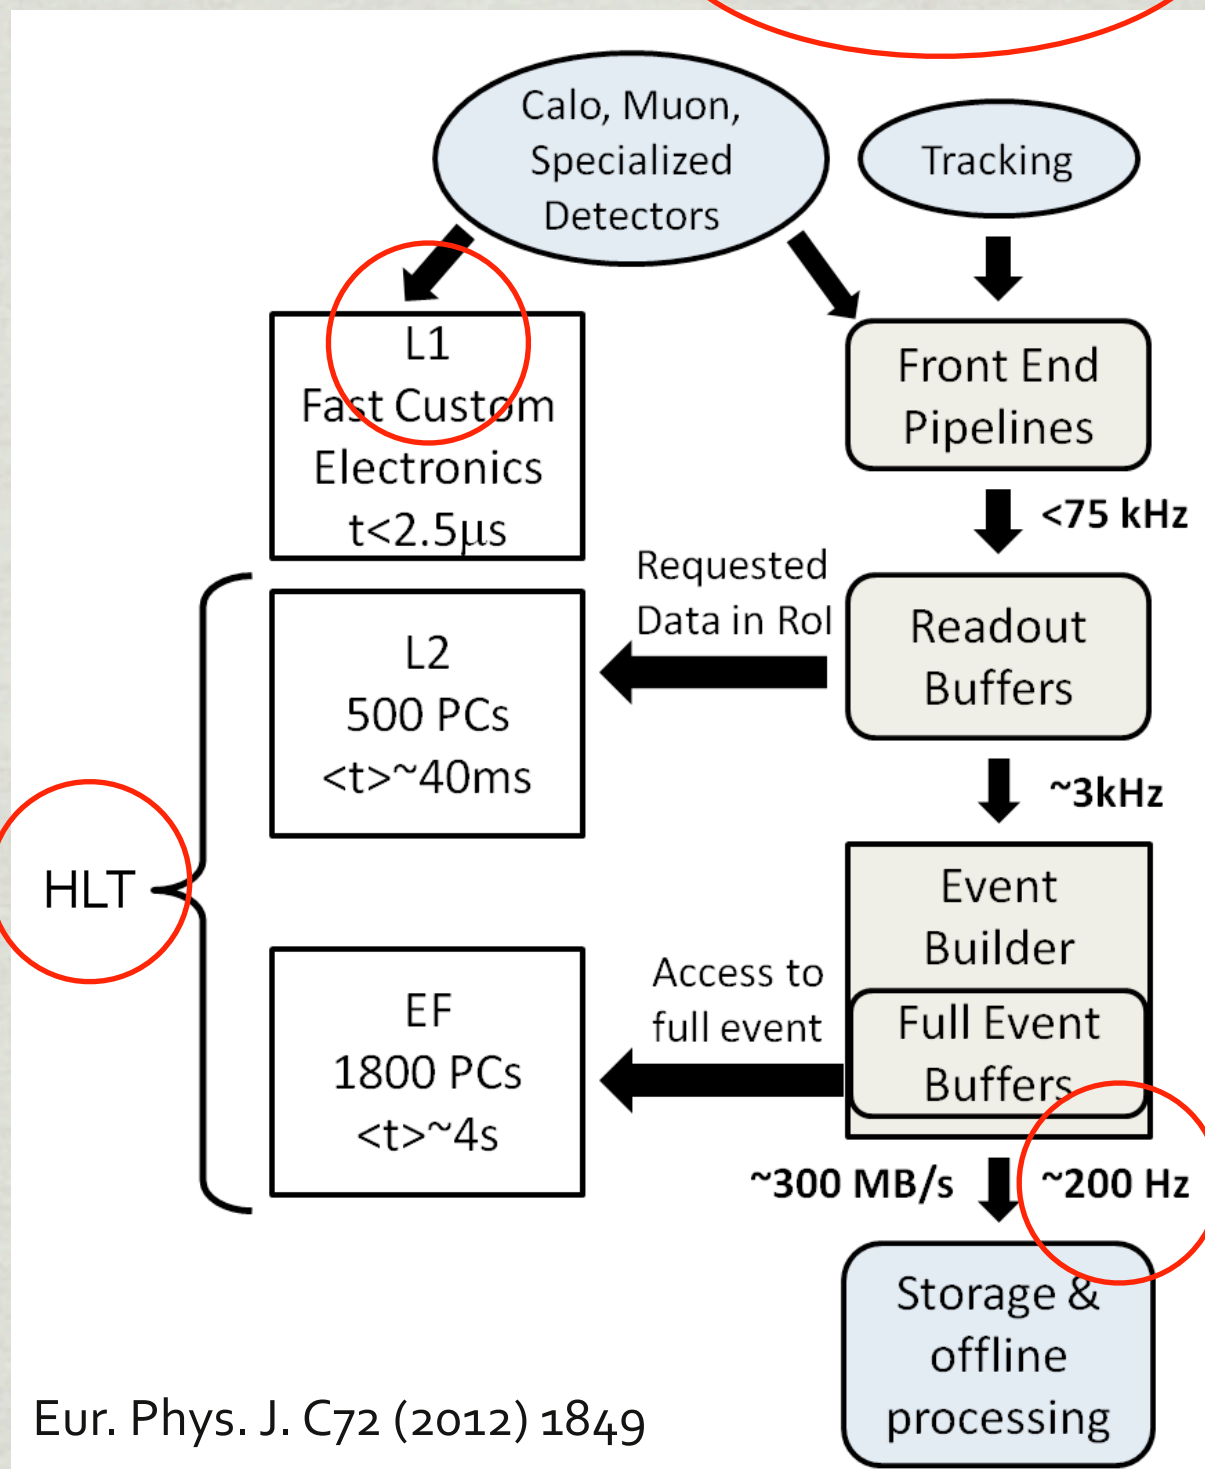 Calo, Muon,
Specialized
Detectors
Tracking
L1
Fast Custom
Electronics
t<2.5μs
Front End
Pipelines
<75 kHz
Requested
Data in RoI
Readout
Buffers
L2
500 PCs
<t>~40ms
~3kHz
HLT
Event
Builder
Access to
full event
Full Event
Buffers
EF
1800 PCs
<t>~4s
~300 MB/s
~200 Hz
Storage &
offline
processing
Eur. Phys. J. C72 (2012) 1849